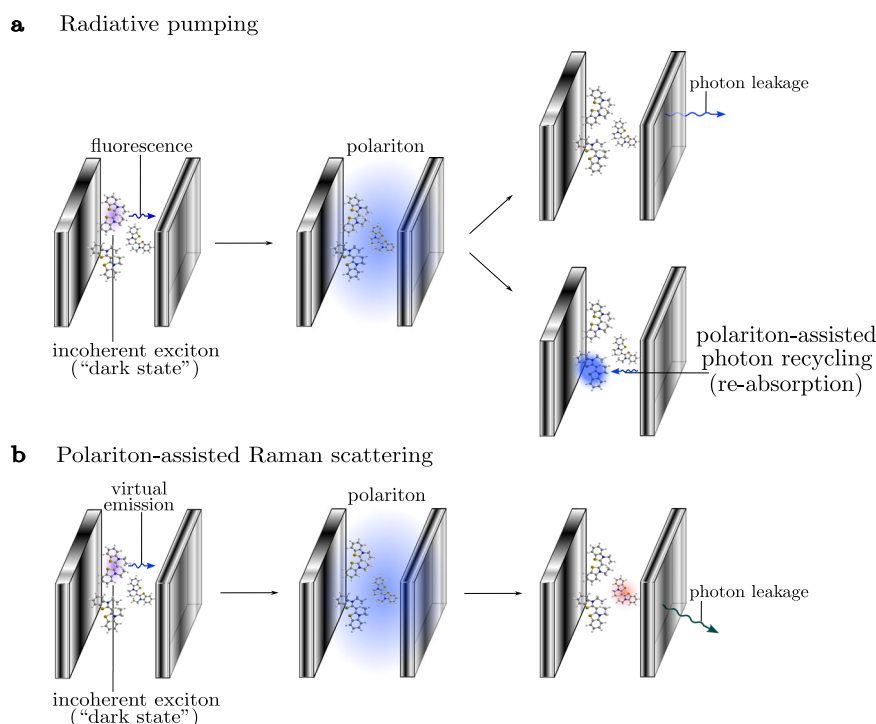 a Radiative pumping
photon leakage
fluorescence
polariton
incoherent exciton
(“dark state”)
polariton-assisted
photon recycling
(re-absorption)
b Polariton-assisted Raman scattering
virtual
emission
polariton
photon leakage
incoherent exciton
(“dark state”)